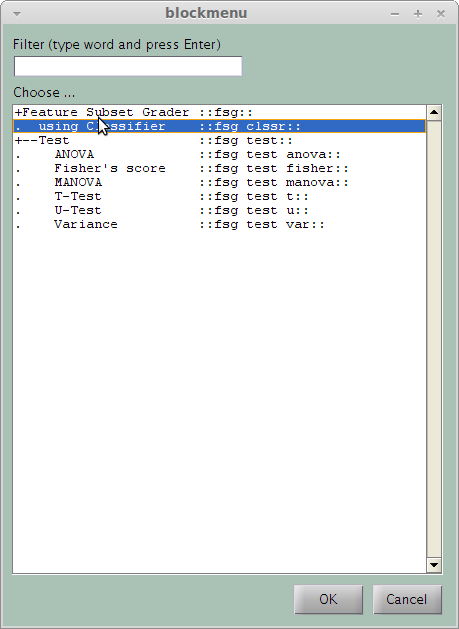 blockmenu
Filter (type word and press Enter)
Choose ...
+Feature Subset Grader ::fsg::
.  using Classifier    ::fsg clssr::
+--Test                ::fsg test::
.    ANOVA             ::fsg test anova::
.    Fisher's score    ::fsg test fisher::
.    MANOVA            ::fsg test manova::
.    T-Test            ::fsg test t::
.    U-Test            ::fsg test u::
.    Variance          ::fsg test var::
OK Cancel